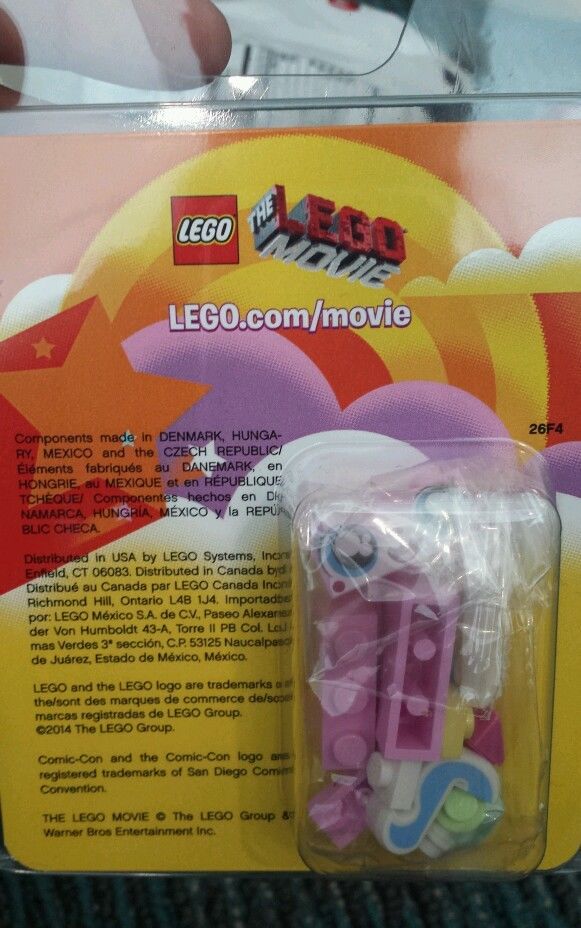 LEGO
THE LEGO
MOVIE
LEGO.com/movie
26F4
Components made in DENMARK, HUNGA-
RY, MEXICO and the CZECH REPUBLIC/
Éléments fabriqués au DANEMARK, en
HONGRIE, au MEXIQUE et en RÉPUBLIQUE
TCHÈQUE/ Componentes hechos en DI-
NAMARCA, HUNGRÍA, MÉXICO y la REPÚ-
BLIC CHECA.
Distributed in USA by LEGO Systems, Inc
Enfield, CT 06083. Distributed in Canada by
Distribué au Canada par LEGO Canada Inc
Richmond Hill, Ontario L4B 1J4. Importado
por: LEGO México S.A. de C.V., Paseo
der Von Humboldt 43-A, Torre II PB Col.
mas Verdes 3ª sección, C.P. 53125 Naucalpan
de Juárez, Estado de México, México.
LEGO and the LEGO logo are trademarks
the/sont des marques de commerce
marcas registradas de LEGO Group.
©2014 The LEGO Group.
Comic-Con and the Comic-Con logo are
registered trademarks of San Diego Comic
Convention.
THE LEGO MOVIE © The LEGO Group &
Warner Bros Entertainment Inc.